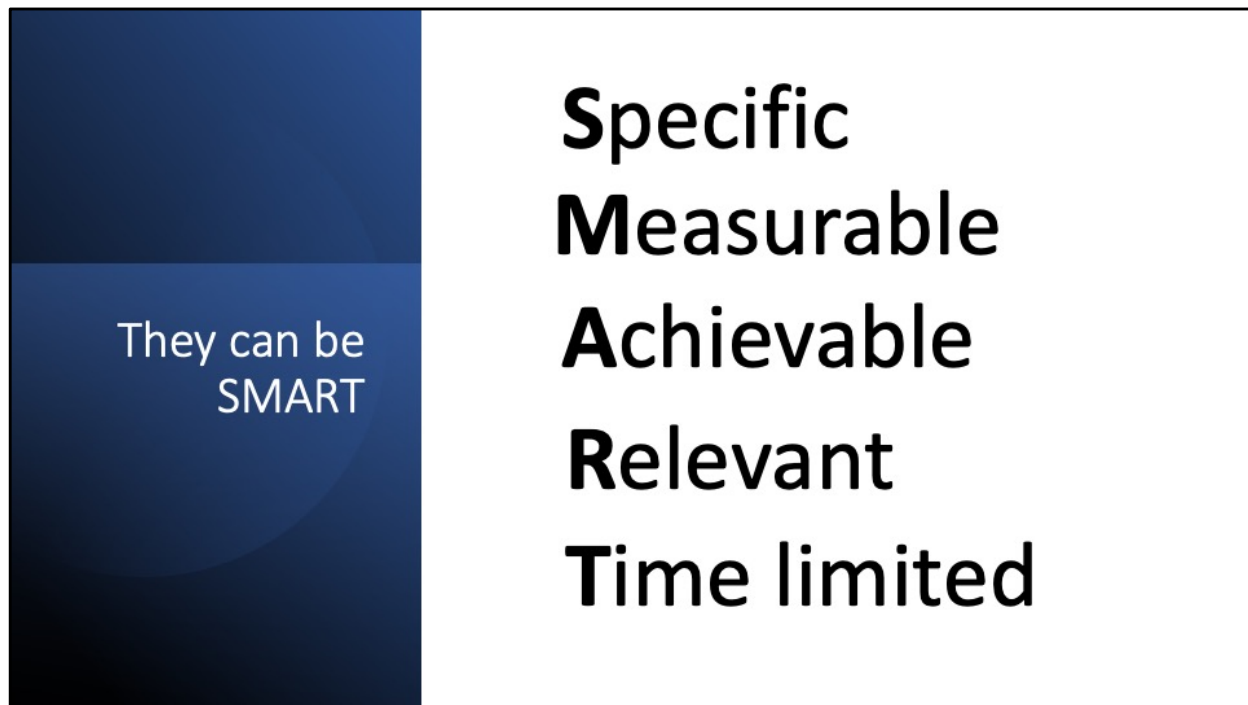 They can be
SMART
Specific
Measurable
Achievable
Relevant
Time limited